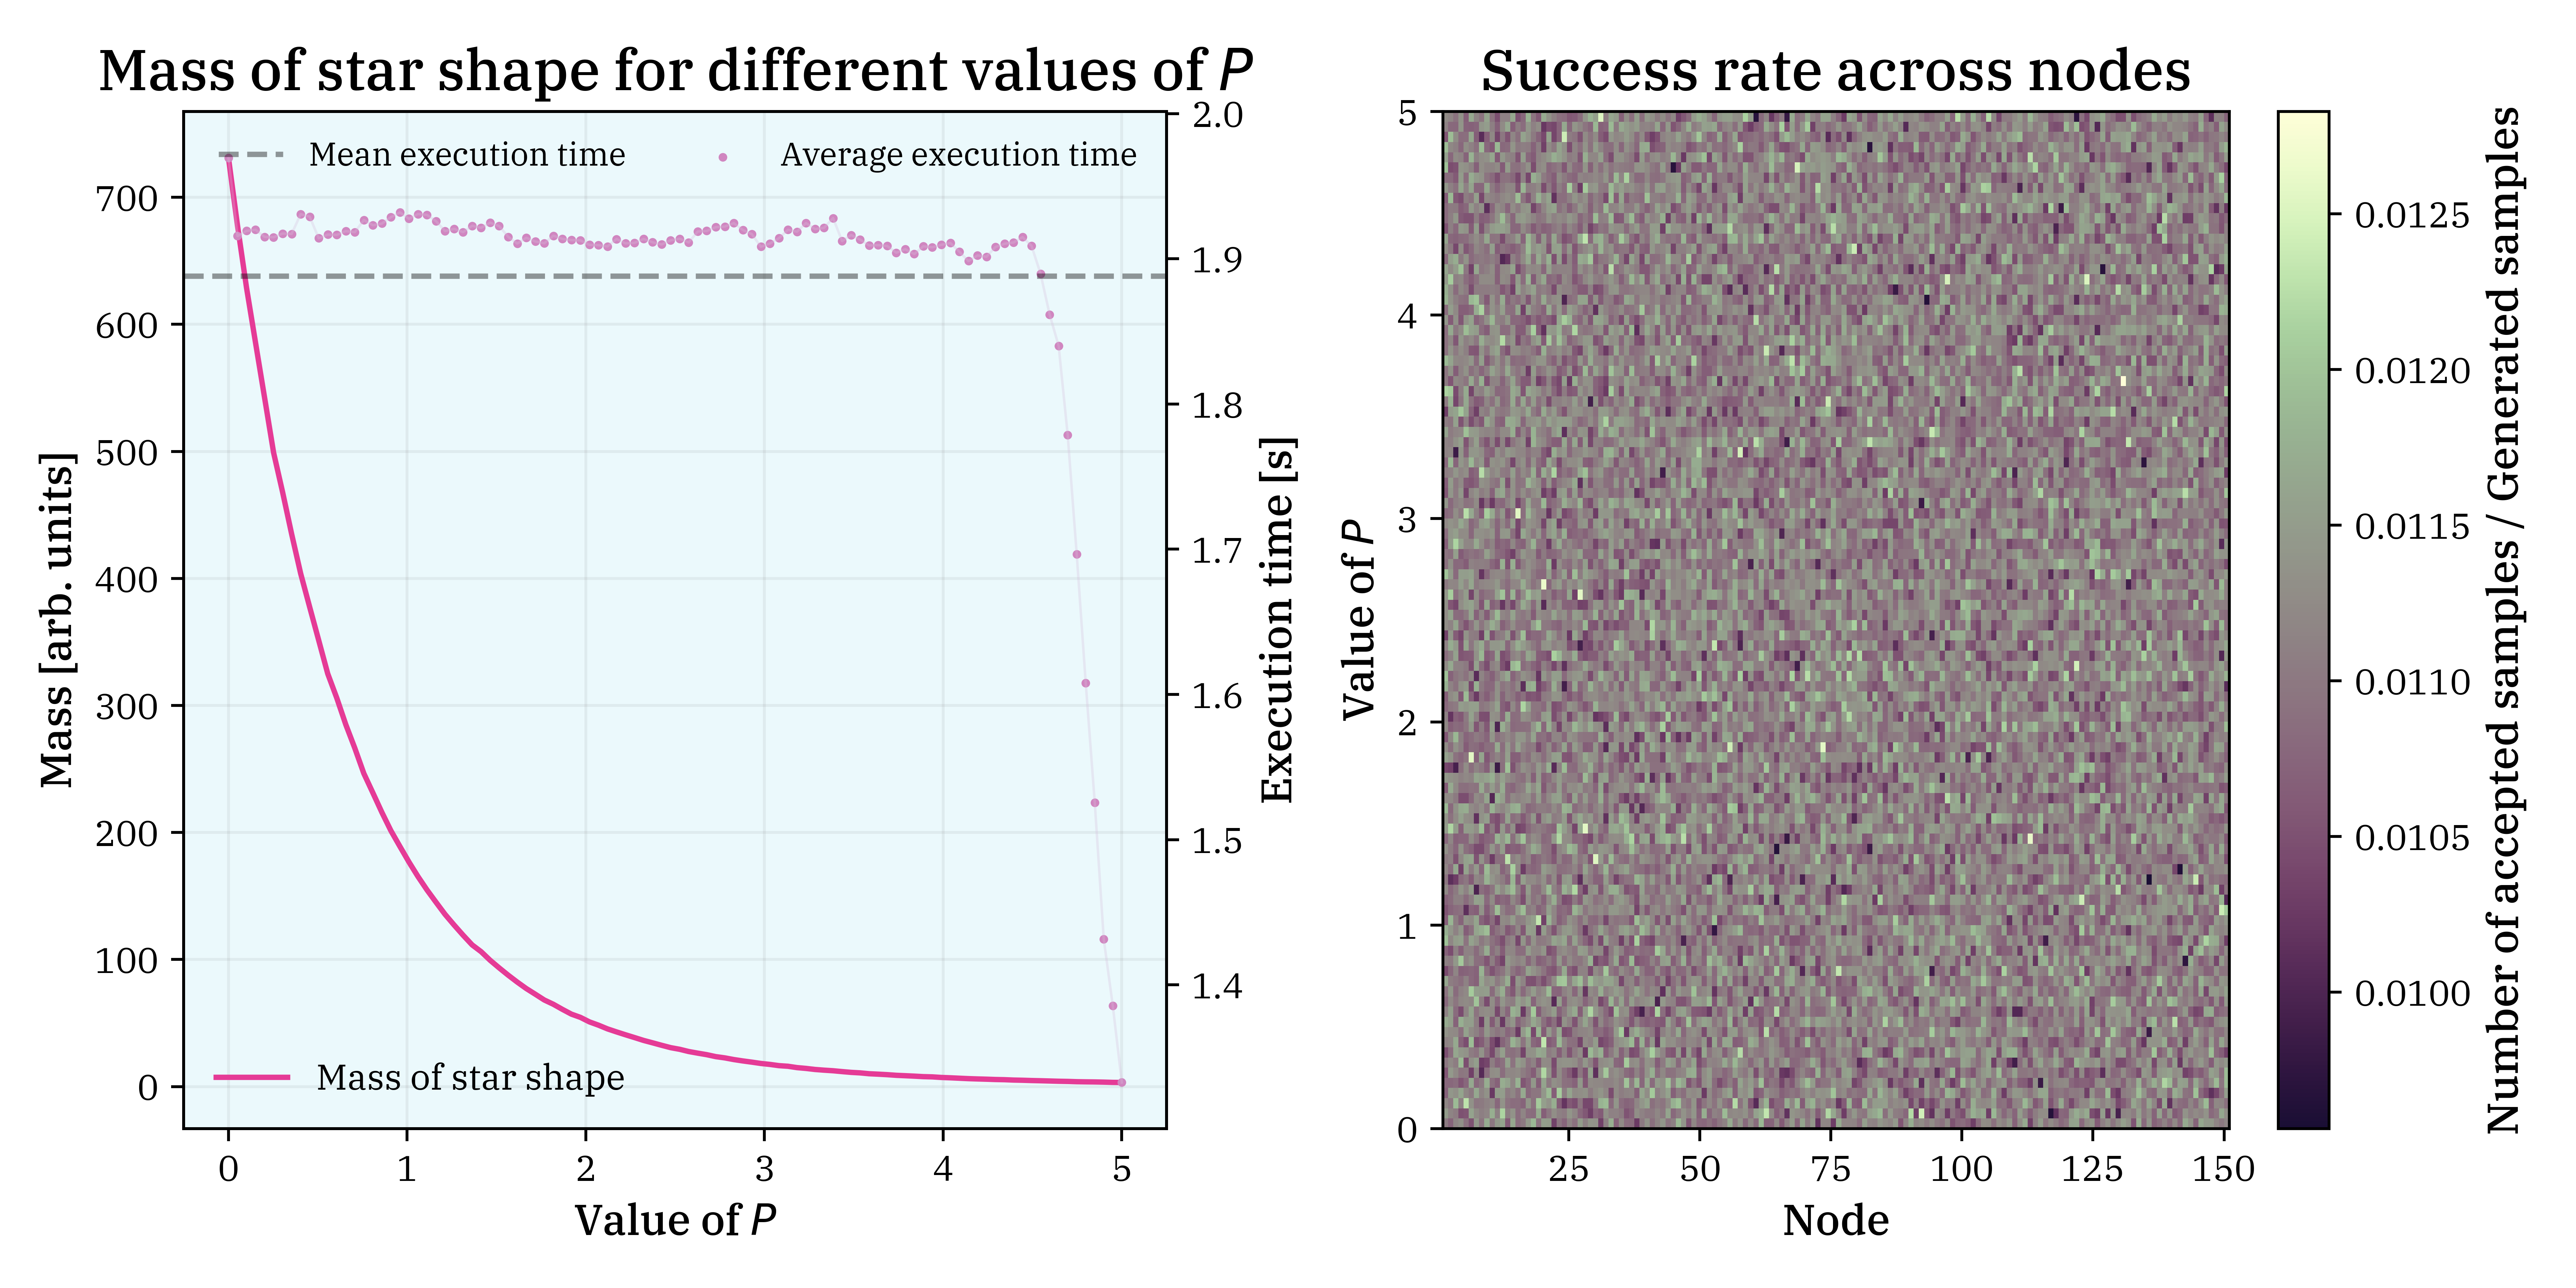 Mass of star shape for different values of P
Mean execution time
Average execution time
Mass of star shape
Mass [arb. units]
700
600
500
400
300
200
100
0
0 1 2 3 4 5
Value of P
2.0
1.9
1.8
1.7
1.6
1.5
1.4
Execution time [s]
Success rate across nodes
Value of P
5
4
3
2
1
0
25 50 75 100 125 150
Node
0.0125
0.0120
0.0115
0.0110
0.0105
0.0100
Number of accepted samples / Generated samples